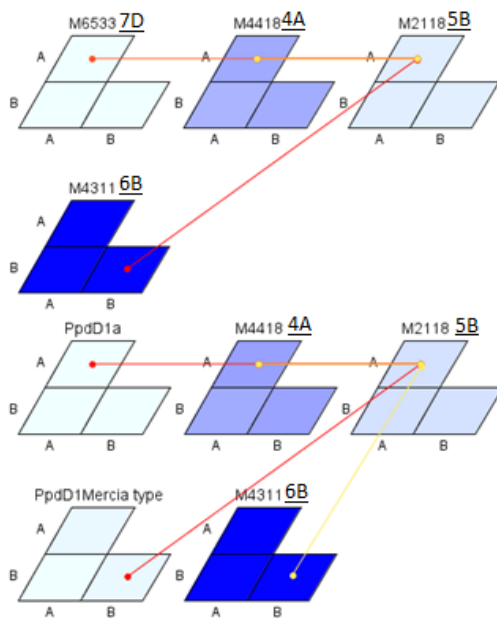 M6533 7D M4418 4A M2118 5B
A A A
B B B
A B A B A B
M4311 6B
A
B
A B
PpdD1a M4418 4A M2118 5B
A A A
B B B
A B A B A B
PpdD1Mercia type M4311 6B
A A
B B
A B A B